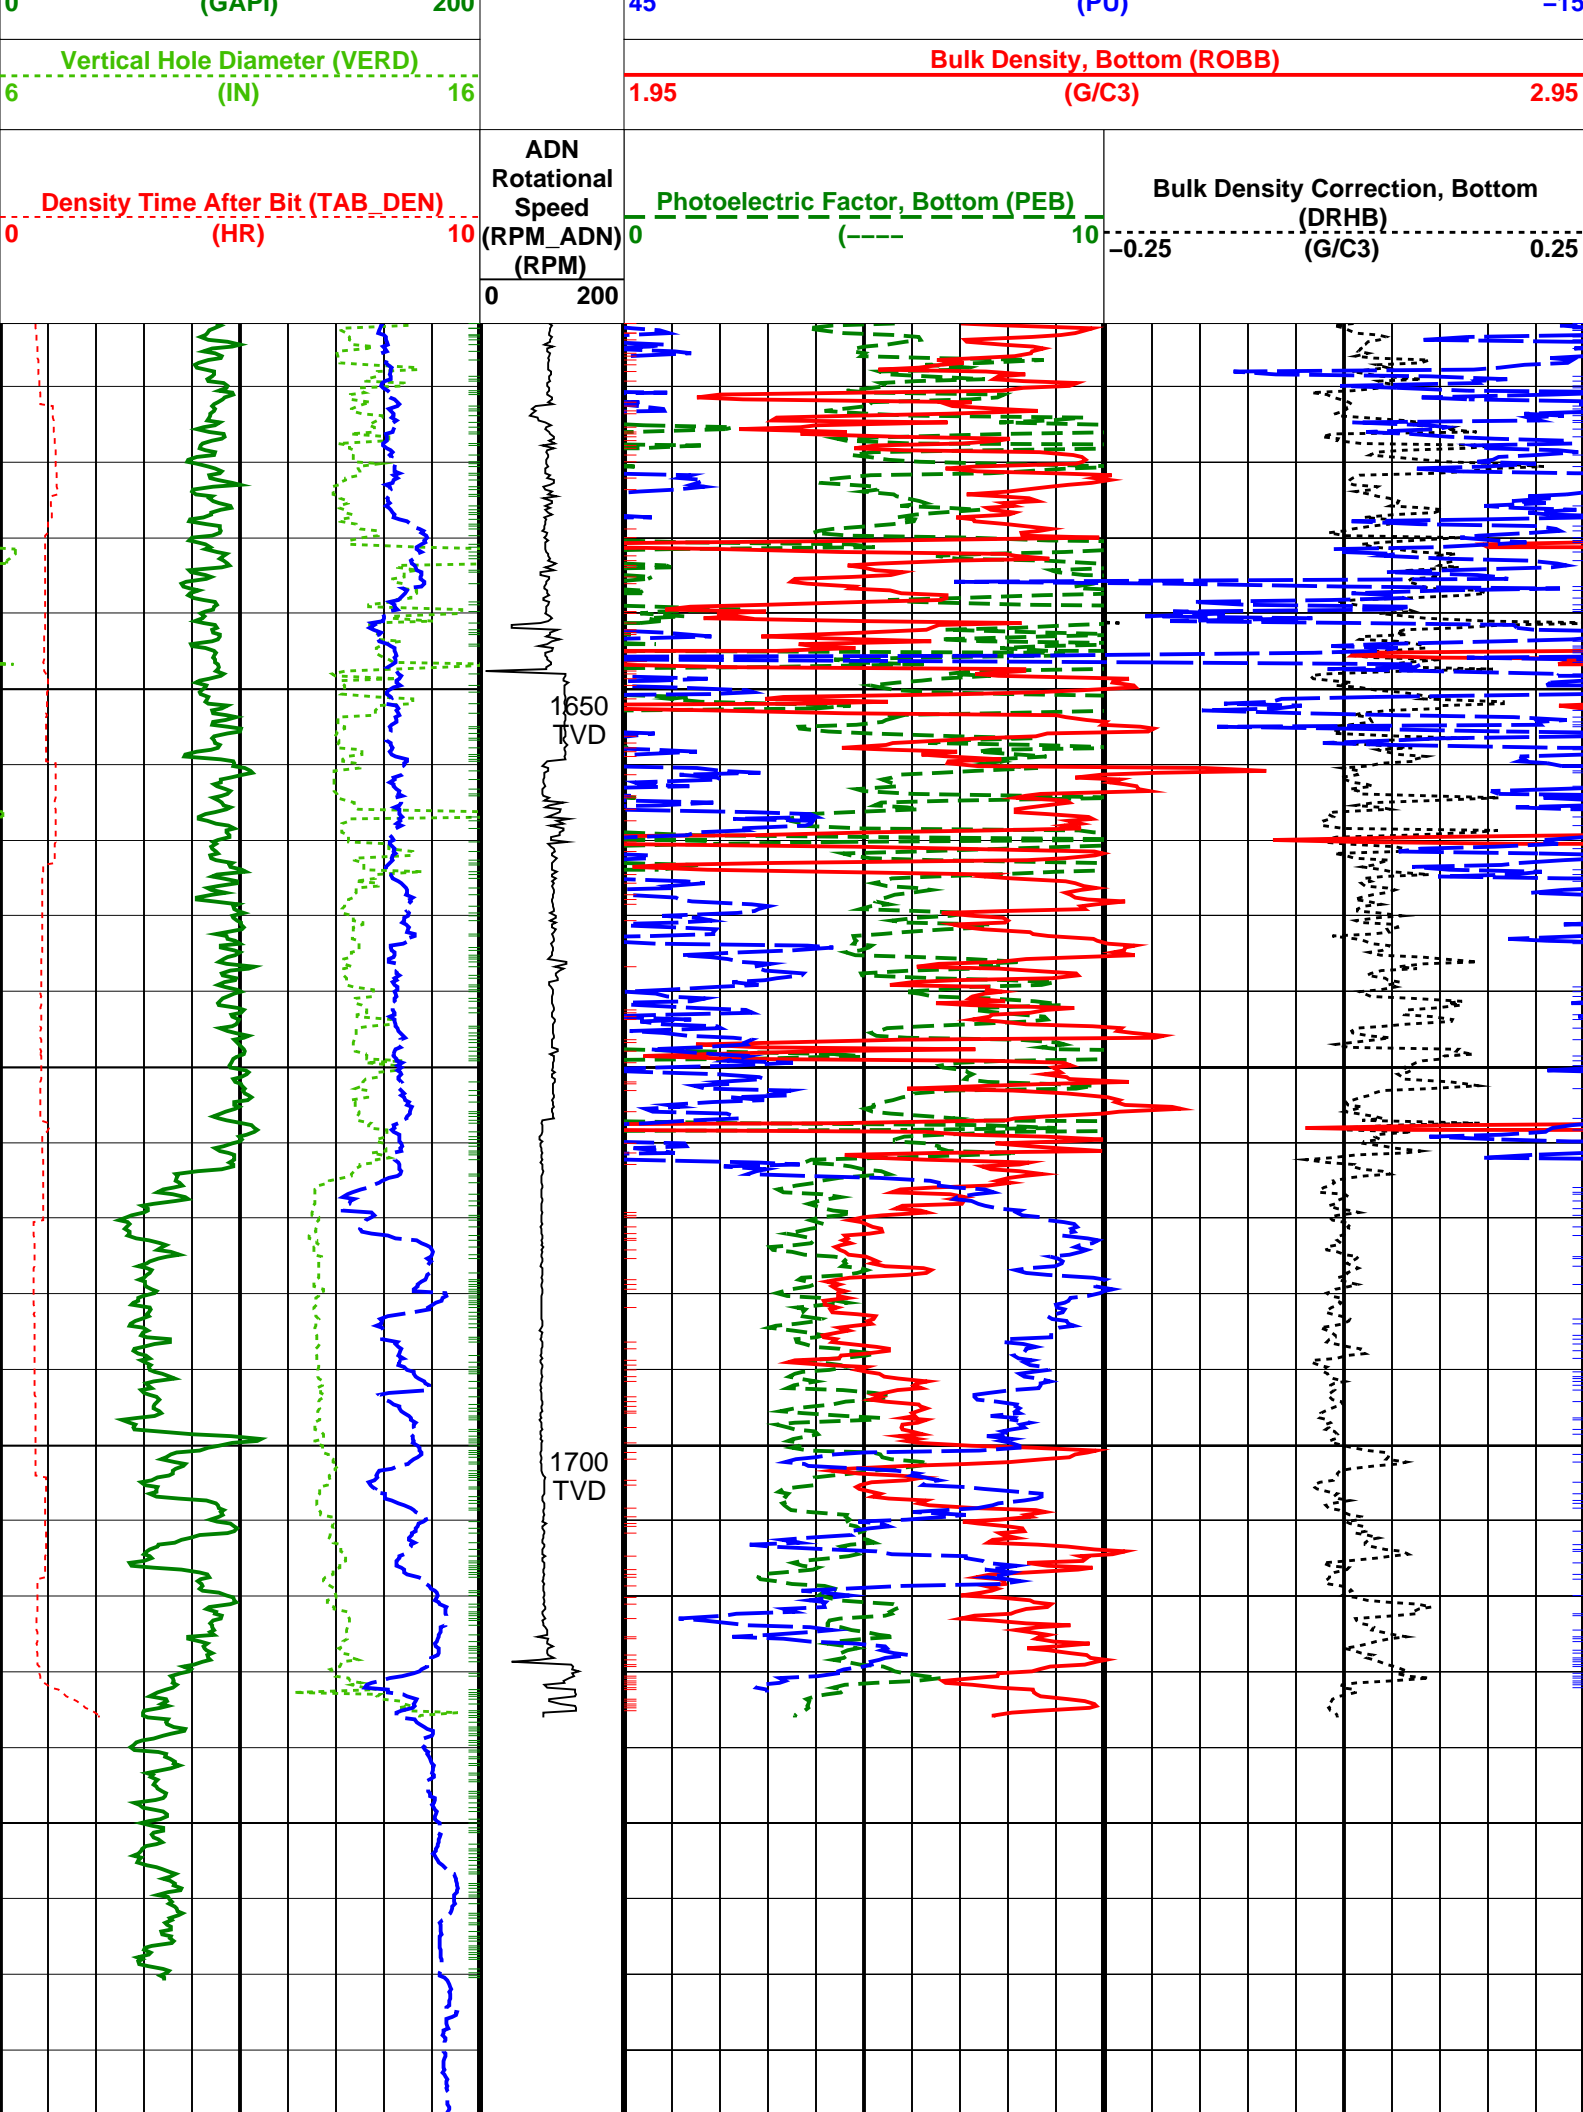 0 (GAPI) 200
45 (PU) −15
Vertical Hole Diameter (VERD)
6 (IN) 16
Bulk Density, Bottom (ROBB)
1.95 (G/C3) 2.95
Density Time After Bit (TAB_DEN)
0 (HR) 10
ADN
Rotational
Speed
(RPM_ADN)
(RPM)
0 200
Photoelectric Factor, Bottom (PEB)
0 (−−−− 10
Bulk Density Correction, Bottom
(DRHB)
−0.25 (G/C3) 0.25
1650
TVD
1700
TVD